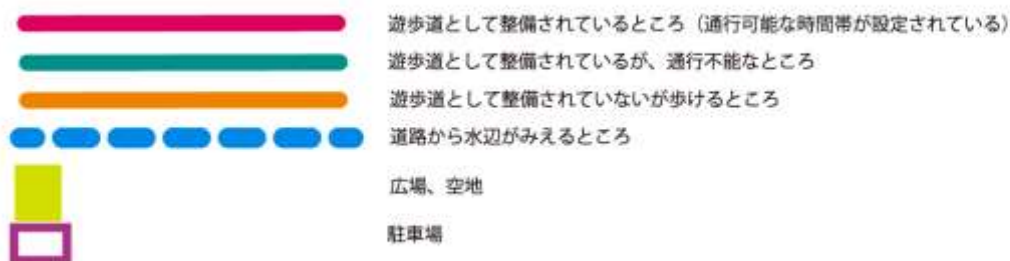 遊歩道として整備されているところ（通行可能な時間帯が設定されている）
遊歩道として整備されているが、通行不能なところ
遊歩道として整備されていないが歩けるところ
道路から水辺がみえるところ
広場、空地
駐車場